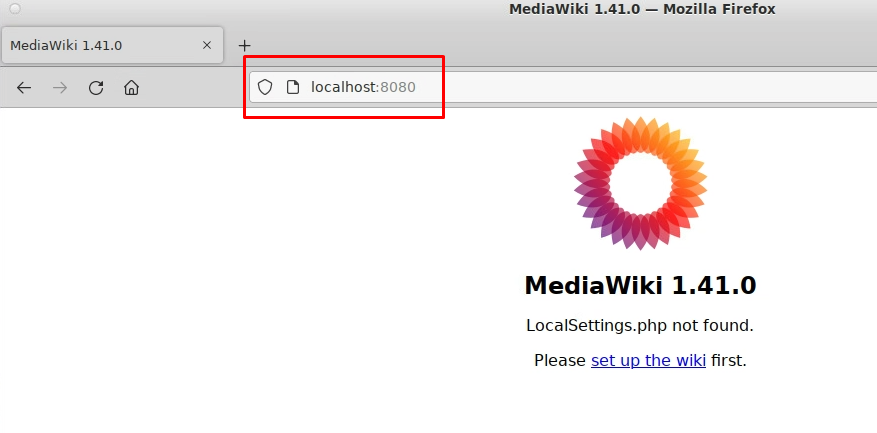 MediaWiki 1.41.0 — Mozilla Firefox
MediaWiki 1.41.0
localhost:8080
MediaWiki 1.41.0
LocalSettings.php not found.
Please set up the wiki first.